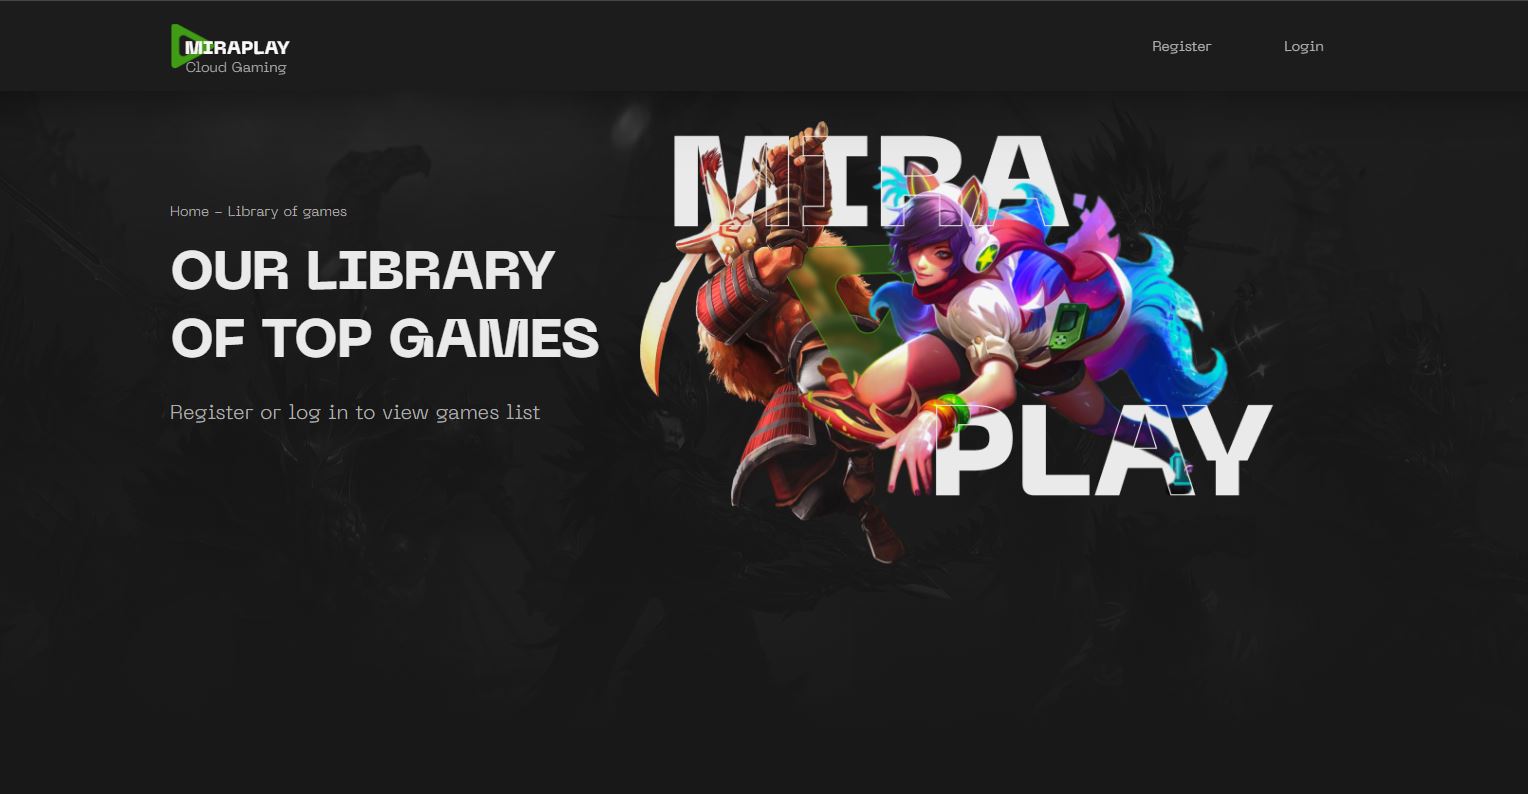 MIRAPLAY
Cloud Gaming
Register
Login
Home – Library of games
OUR LIBRARY
OF TOP GAMES
Register or log in to view games list
MIRA
PLAY